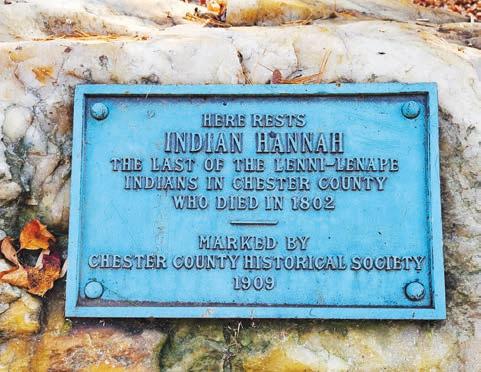 HERE RESTS
INDIAN HANNAH
THE LAST OF THE LENNI-LENAPE
INDIANS IN CHESTER COUNTY
WHO DIED IN 1802
MARKED BY
CHESTER COUNTY HISTORICAL SOCIETY
1909